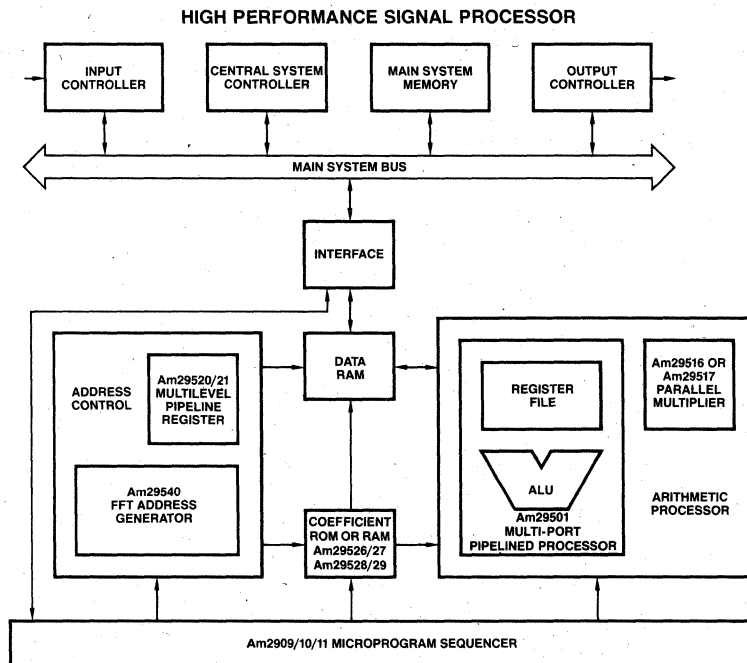 HIGH PERFORMANCE SIGNAL PROCESSOR
INPUT
CONTROLLER
CENTRAL SYSTEM
CONTROLLER
MAIN SYSTEM
MEMORY
OUTPUT
CONTROLLER
MAIN SYSTEM BUS
INTERFACE
ADDRESS
CONTROL
Am29520/21
MULTILEVEL
PIPELINE
REGISTER
Am29540
FFT ADDRESS
GENERATOR
DATA
RAM
COEFFICIENT
ROM OR RAM
Am29526/27
Am29528/29
REGISTER
FILE
ALU
Am29501
MULTI-PORT
PIPELINED PROCESSOR
Am29516 OR
Am29517
PARALLEL
MULTIPLIER
ARITHMETIC
PROCESSOR
Am2909/10/11 MICROPROGRAM SEQUENCER